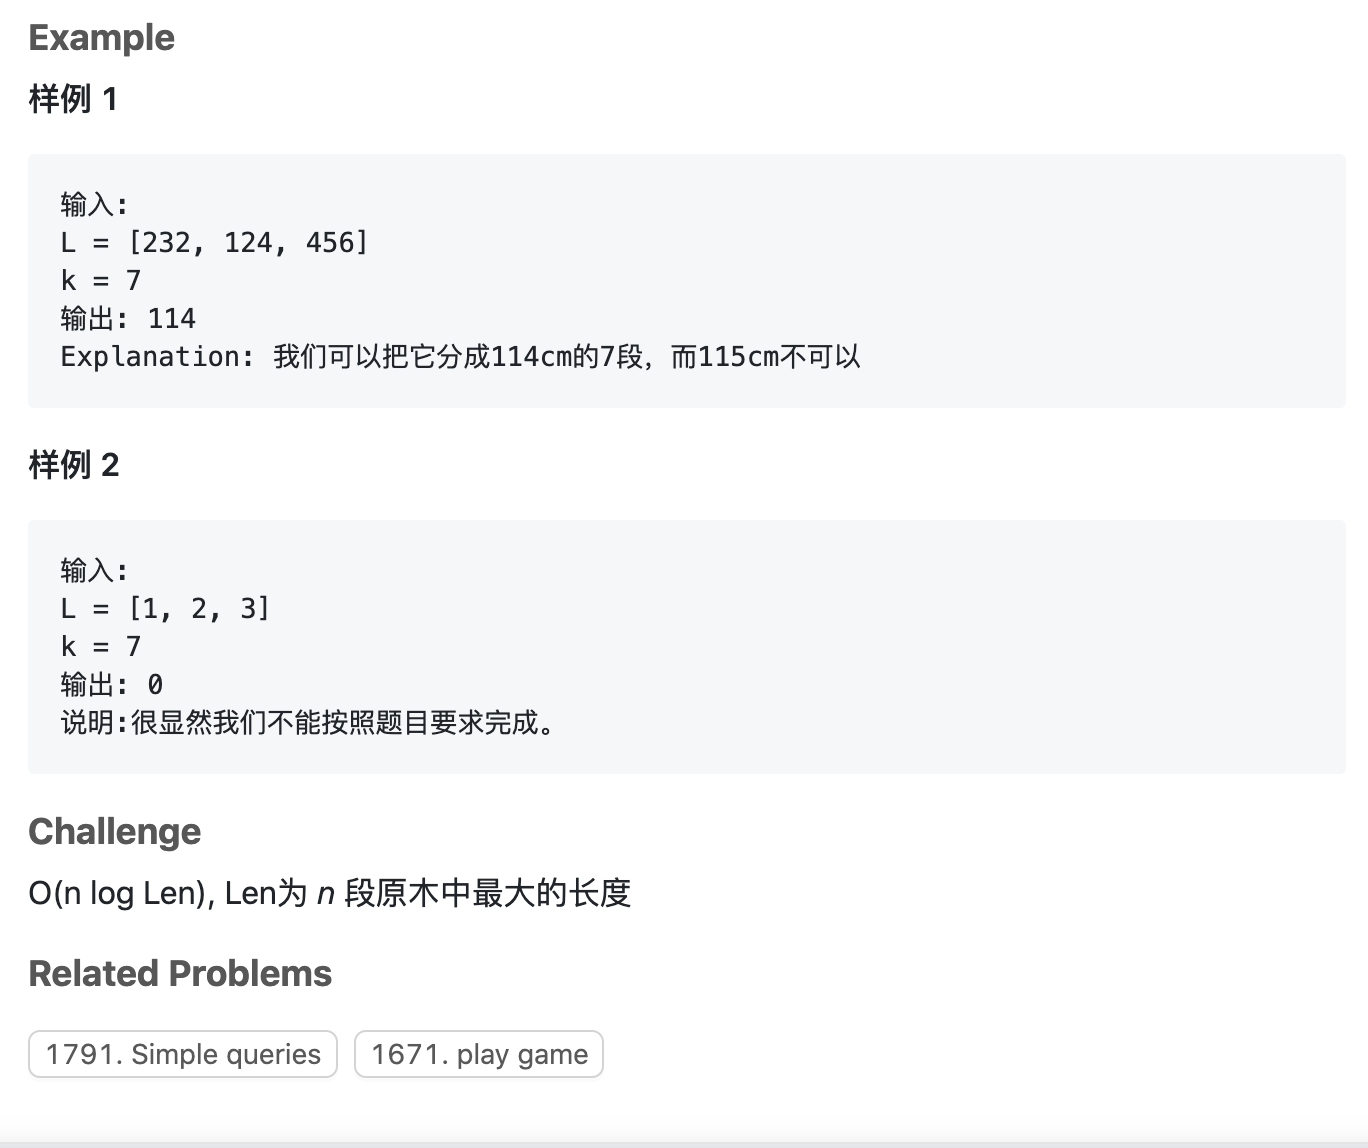 Example
样例 1
输入:
L = [232, 124, 456]
k = 7
输出: 114
Explanation: 我们可以把它分成114cm的7段，而115cm不可以
样例 2
输入:
L = [1, 2, 3]
k = 7
输出: 0
说明:很显然我们不能按照题目要求完成。
Challenge
O(n log Len), Len为 n 段原木中最大的长度
Related Problems
1791. Simple queries
1671. play game